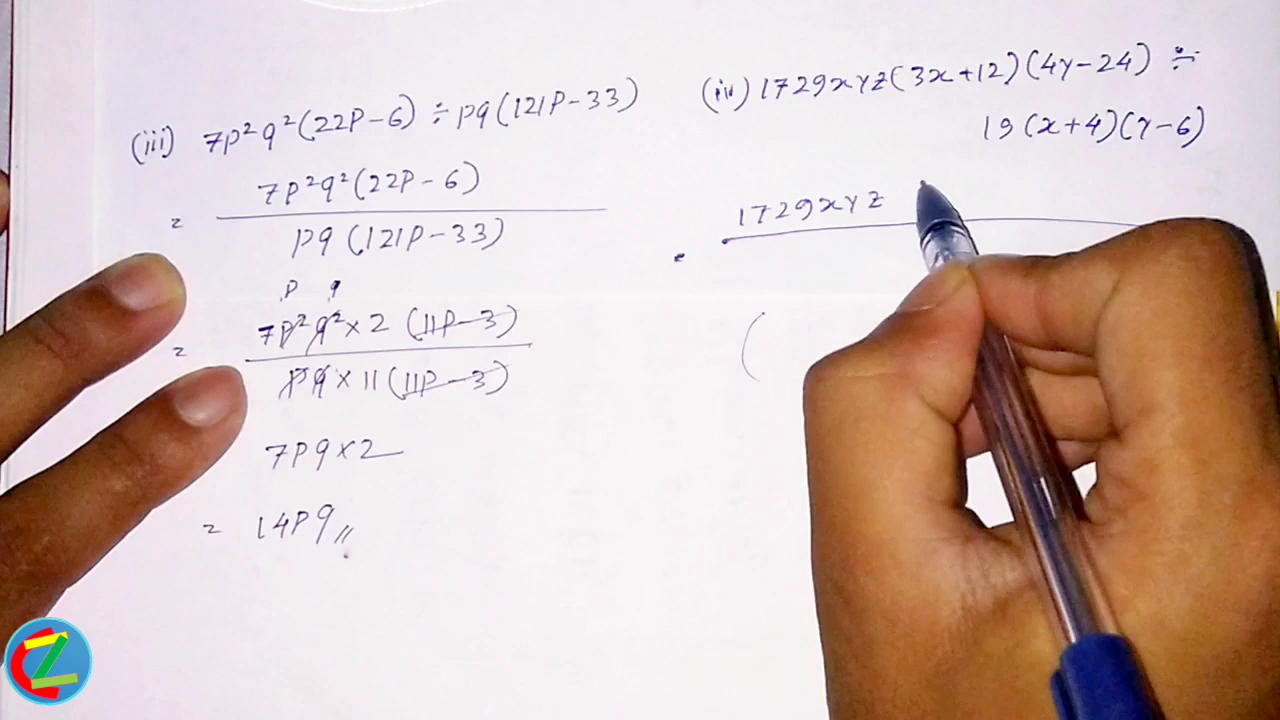 (iii) 7p²q²(22p-6) ÷ pq(121p-33)
= 7p²q²(22p-6)
pq(121p-33)
p q
= 7p²q²×2(11p-3)
pq×11(11p-3)
7pq×2
= 14pq//
(iv) 1729xyz(3x+12)(4y-24) ÷
19(x+4)(y-6)
= 1729xyz
(
CZ